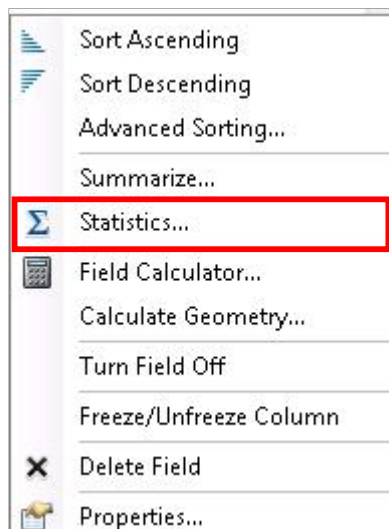 Sort Ascending
Sort Descending
Advanced Sorting...
Summarize...
Statistics...
Field Calculator...
Calculate Geometry...
Turn Field Off
Freeze/Unfreeze Column
Delete Field
Properties...